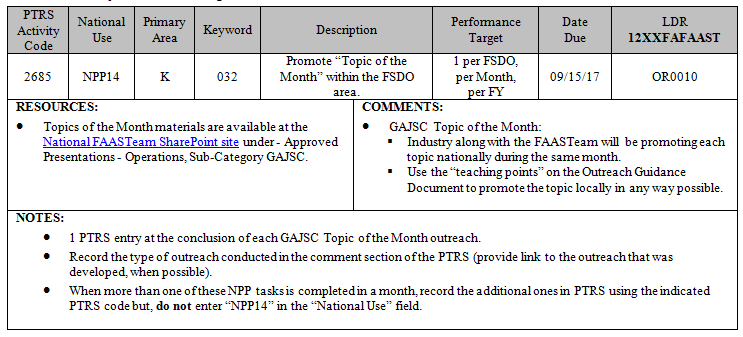 PTRS Activity Code
National Use
Primary Area
Keyword
Description
Performance Target
Date Due
LDR 12XXFAFAAST
2685
NPP14
K
032
Promote “Topic of the
Month” within the FSDO
area.
1 per FSDO,
per Month,
per FY
09/15/17
OR0010
RESOURCES:
• Topics of the Month materials are available at the
National FAASTeam SharePoint site under - Approved
Presentations - Operations, Sub-Category GAJSC.
COMMENTS:
• GAJSC Topic of the Month:
▪ Industry along with the FAASTeam will be promoting each
topic nationally during the same month.
▪ Use the “teaching points” on the Outreach Guidance
Document to promote the topic locally in any way possible.
NOTES:
• 1 PTRS entry at the conclusion of each GAJSC Topic of the Month outreach.
• Record the type of outreach conducted in the comment section of the PTRS (provide link to the outreach that was
developed, when possible).
• When more than one of these NPP tasks is completed in a month, record the additional ones in PTRS using the indicated
PTRS code but, do not enter “NPP14” in the “National Use” field.